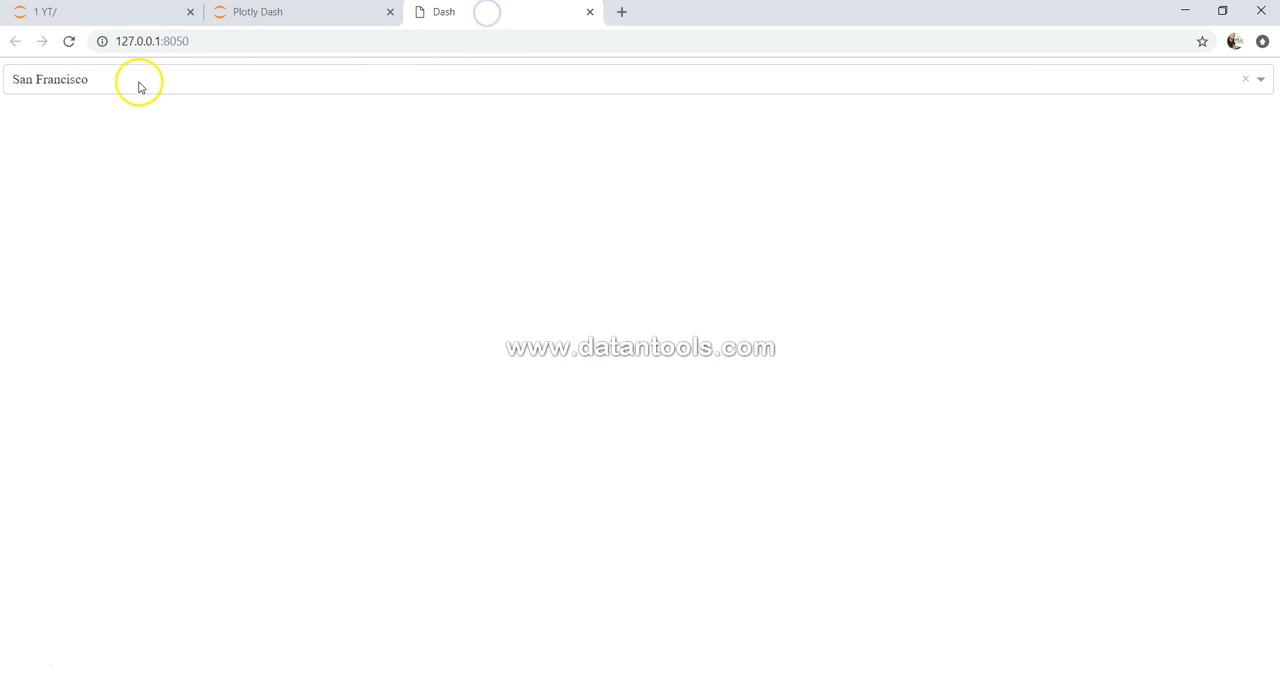 1 YT/
Plotly Dash
Dash
127.0.0.1:8050
San Francisco
www.datantools.com